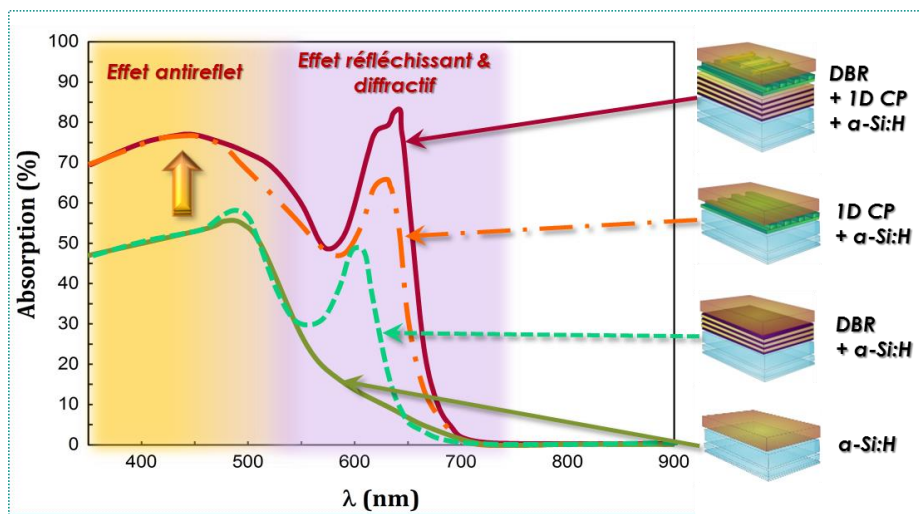 Effet antireflet
Effet réfléchissant &
diffractif
Absorption (%)
100
90
80
70
60
50
40
30
20
10
0
400
500
600
700
800
900
λ (nm)
DBR
+ 1D CP
+ a-Si:H
1D CP
+ a-Si:H
DBR
+ a-Si:H
a-Si:H